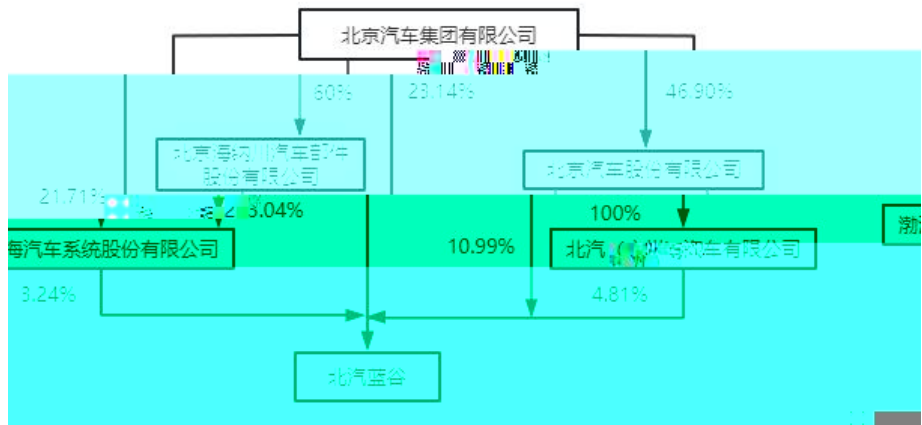 北京汽车集团有限公司
60%
23.14%
46.90%
北京海纳川汽车部件
股份有限公司
北京汽车股份有限公司
21.71%
3.04%
100%
渤
海汽车系统股份有限公司
10.99%
北汽
车有限公司
3.24%
4.81%
北汽蓝谷